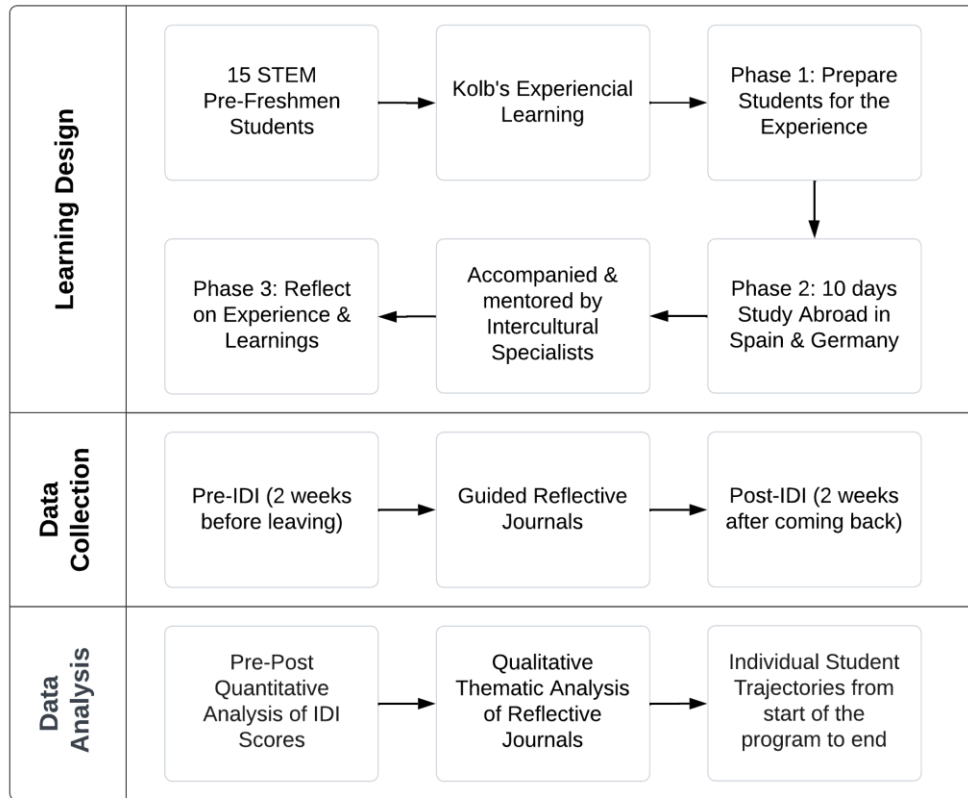 Learning Design
15 STEM
Pre-Freshmen
Students
Kolb's Experiencial
Learning
Phase 1: Prepare
Students for the
Experience
Phase 2: 10 days
Study Abroad in
Spain & Germany
Accompanied &
mentored by
Intercultural
Specialists
Phase 3: Reflect
on Experience &
Learnings
Data
Collection
Pre-IDI (2 weeks
before leaving)
Guided Reflective
Journals
Post-IDI (2 weeks
after coming back)
Data
Analysis
Pre-Post
Quantitative
Analysis of IDI
Scores
Qualitative
Thematic Analysis
of Reflective
Journals
Individual Student
Trajectories from
start of the
program to end